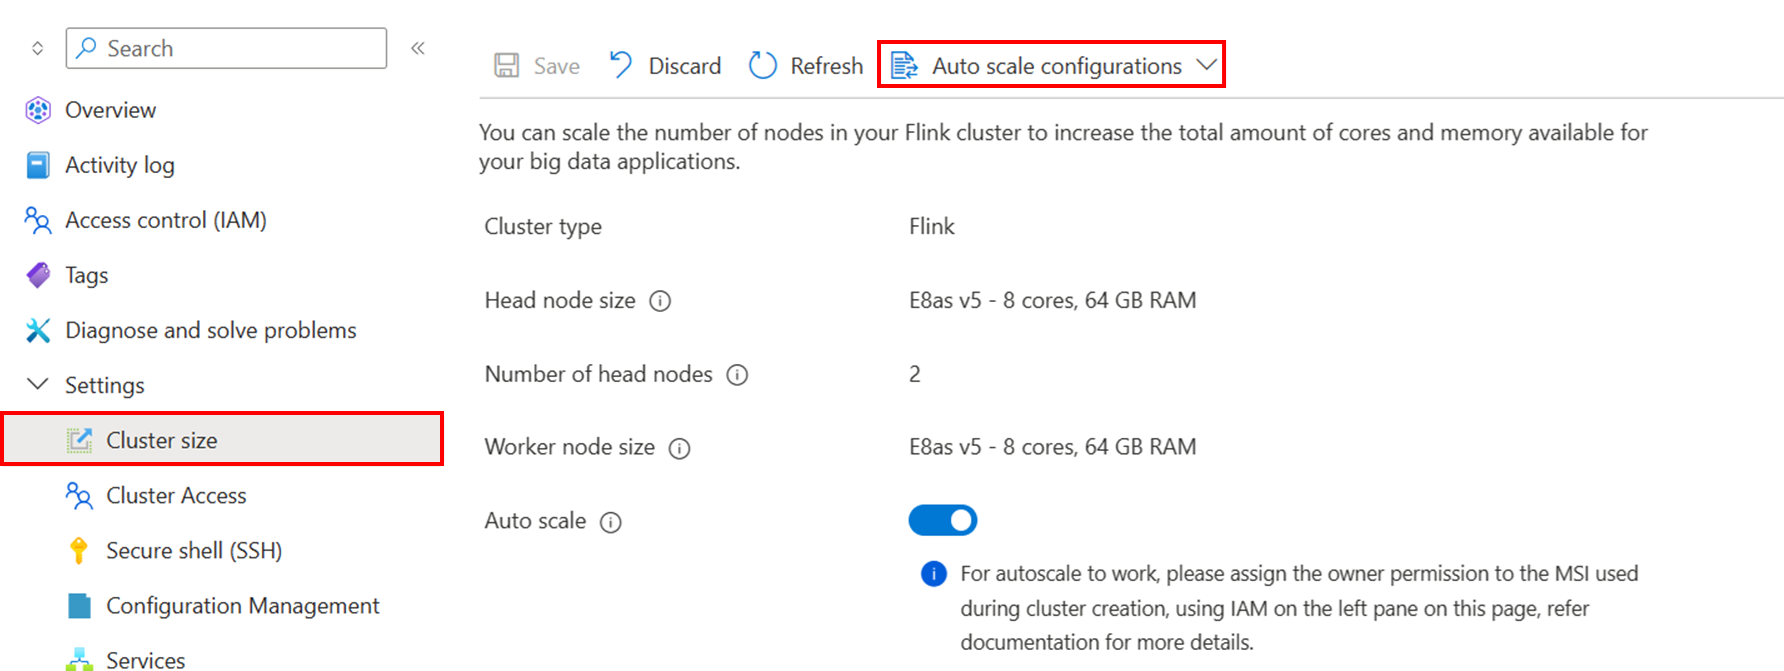 Search
Overview
Activity log
Access control (IAM)
Tags
Diagnose and solve problems
Settings
Cluster size
Cluster Access
Secure shell (SSH)
Configuration Management
Services
Save Discard Refresh Auto scale configurations
You can scale the number of nodes in your Flink cluster to increase the total amount of cores and memory available for
your big data applications.
Cluster type Flink
Head node size E8as v5 - 8 cores, 64 GB RAM
Number of head nodes 2
Worker node size E8as v5 - 8 cores, 64 GB RAM
Auto scale
For autoscale to work, please assign the owner permission to the MSI used
during cluster creation, using IAM on the left pane on this page, refer
documentation for more details.